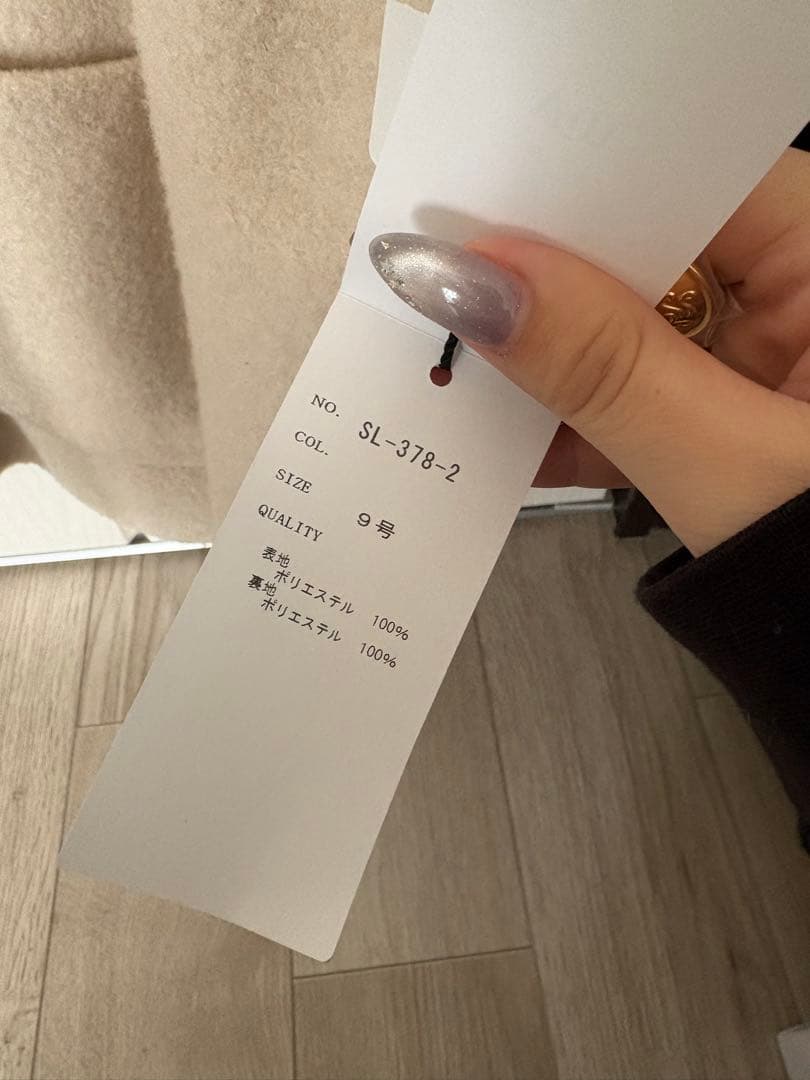 NO. SL-378-2
COL.
SIZE 9号
QUALITY
表地
ポリエステル 100%
裏地
ポリエステル 100%